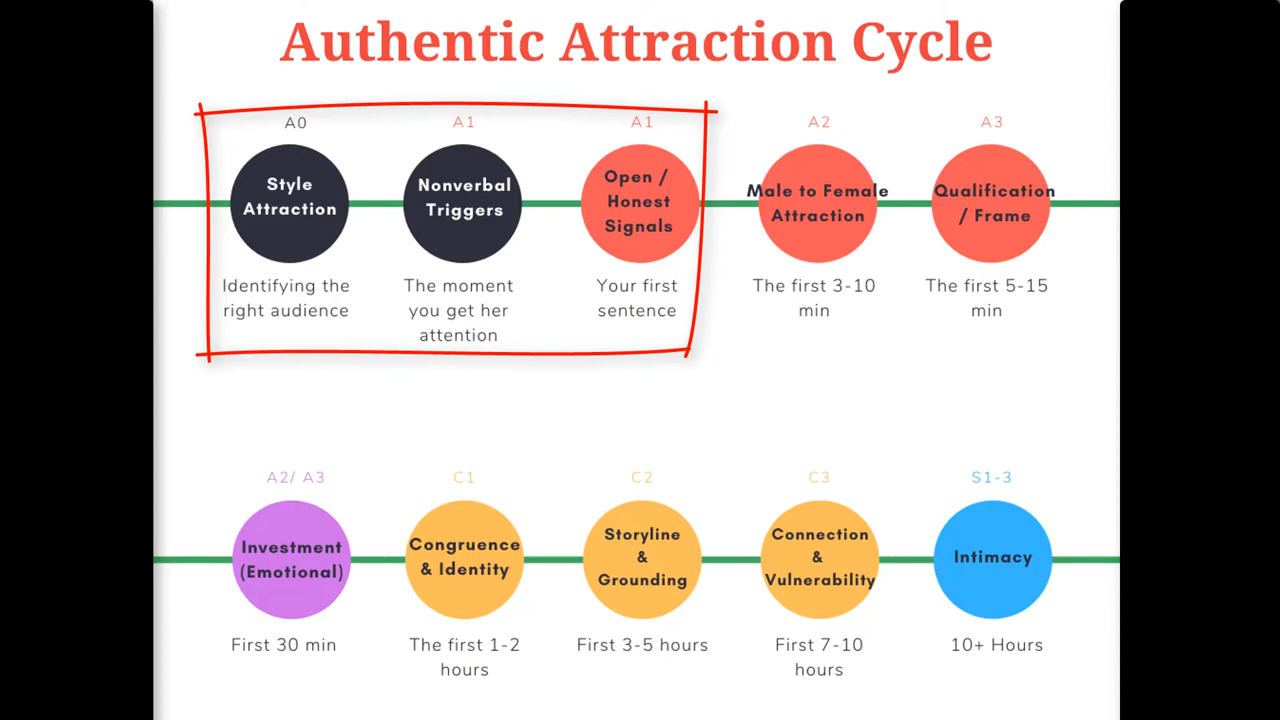 Authentic Attraction Cycle
A0
Style
Attraction
Identifying the
right audience
A1
Nonverbal
Triggers
The moment
you get her
attention
A1
Open /
Honest
Signals
Your first
sentence
A2
Male to Female
Attraction
The first 3-10
min
A3
Qualification
/ Frame
The first 5-15
min
A2/ A3
Investment
(Emotional)
First 30 min
C1
Congruence
& Identity
The first 1-2
hours
C2
Storyline
&
Grounding
First 3-5 hours
C3
Connection
&
Vulnerability
First 7-10
hours
S1-3
Intimacy
10+ Hours